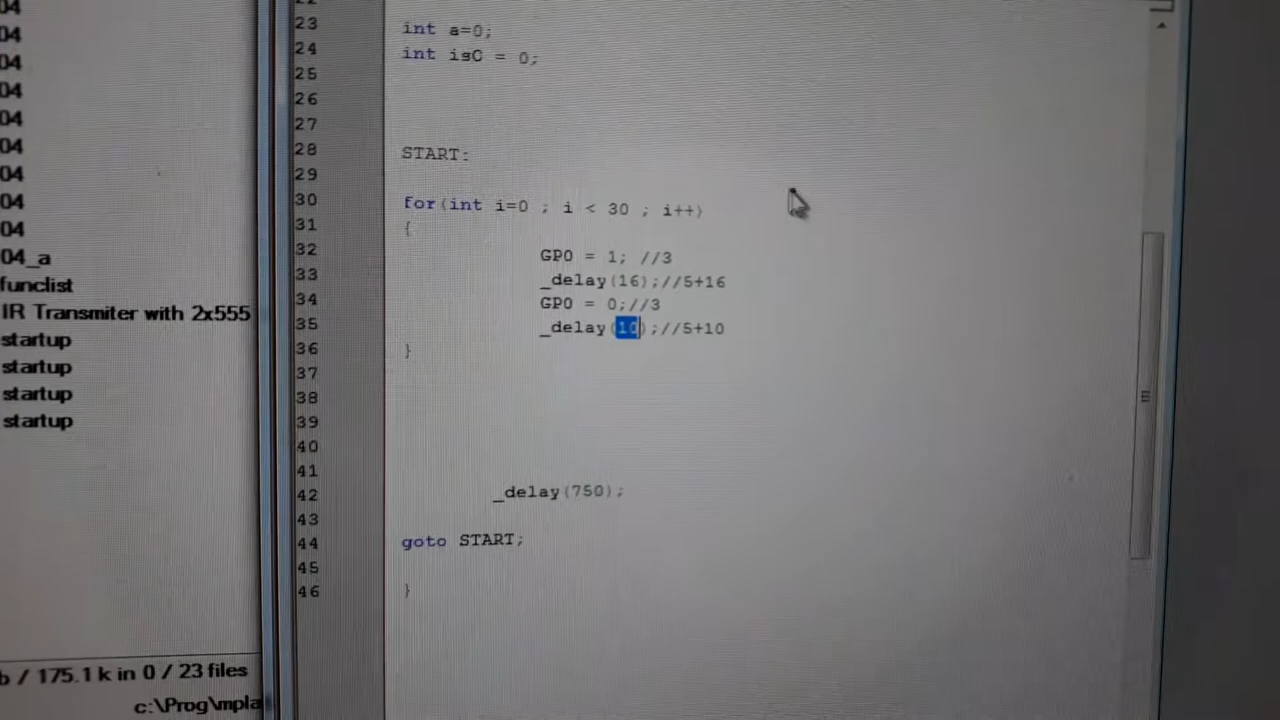 04
04
04
04
04
04
04
04
04
04_a
funclist
IR Transmiter with 2x555
startup
startup
startup
startup
b / 175.1 k in 0 / 23 files
c:\Prog\mpla
23 int a=0;
24 int isC = 0;
25
26
27
28 START:
29
30 for(int i=0 ; i < 30 ; i++)
31 {
32 GP0 = 1; //3
33 _delay(16);//5+16
34 GP0 = 0;//3
35 _delay(10);//5+10
36 }
37
38
39
40
41
42 _delay(750);
43
44 goto START;
45
46 }